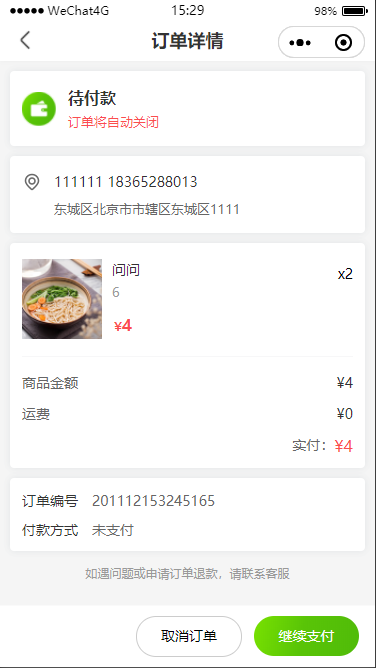 WeChat4G 15:29 98%
订单详情
待付款
订单将自动关闭
111111 18365288013
东城区北京市市辖区东城区1111
问问 x2
6
¥4
商品金额 ¥4
运费 ¥0
实付：¥4
订单编号 201112153245165
付款方式 未支付
如遇问题或申请订单退款，请联系客服
取消订单 继续支付